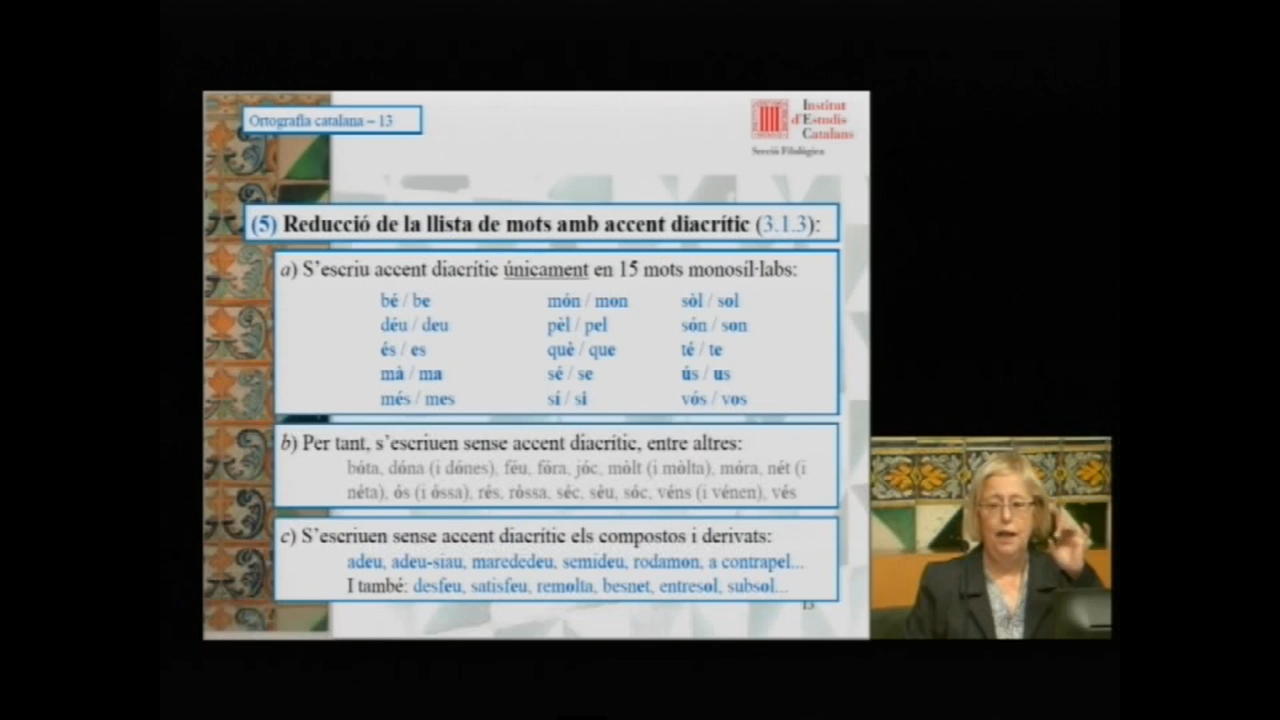 Ortografia catalana – 13
Institut
d'Estudis
Catalans
Secció Filològica
(5) Reducció de la llista de mots amb accent diacrític (3.1.3):
a) S'escriu accent diacrític únicament en 15 mots monosíl·labs:
bé / be món / mon sòl / sol
déu / deu pèl / pel són / son
és / es què / que té / te
mà / ma sé / se ús / us
més / mes sí / si vós / vos
b) Per tant, s'escriuen sense accent diacrític, entre altres:
bóta, dóna (i dónes), féu, fóra, jóc, mòlt (i mòlta), móra, nét (i
néta), ós (i óssa), rés, ròssa, séc, sèu, sóc, véns (i vénen), vés
c) S'escriuen sense accent diacrític els compostos i derivats:
adeu, adeu-siau, marededeu, semideu, rodamon, a contrapel...
I també: desfeu, satisfeu, remolta, besnet, entresol, subsol...
13